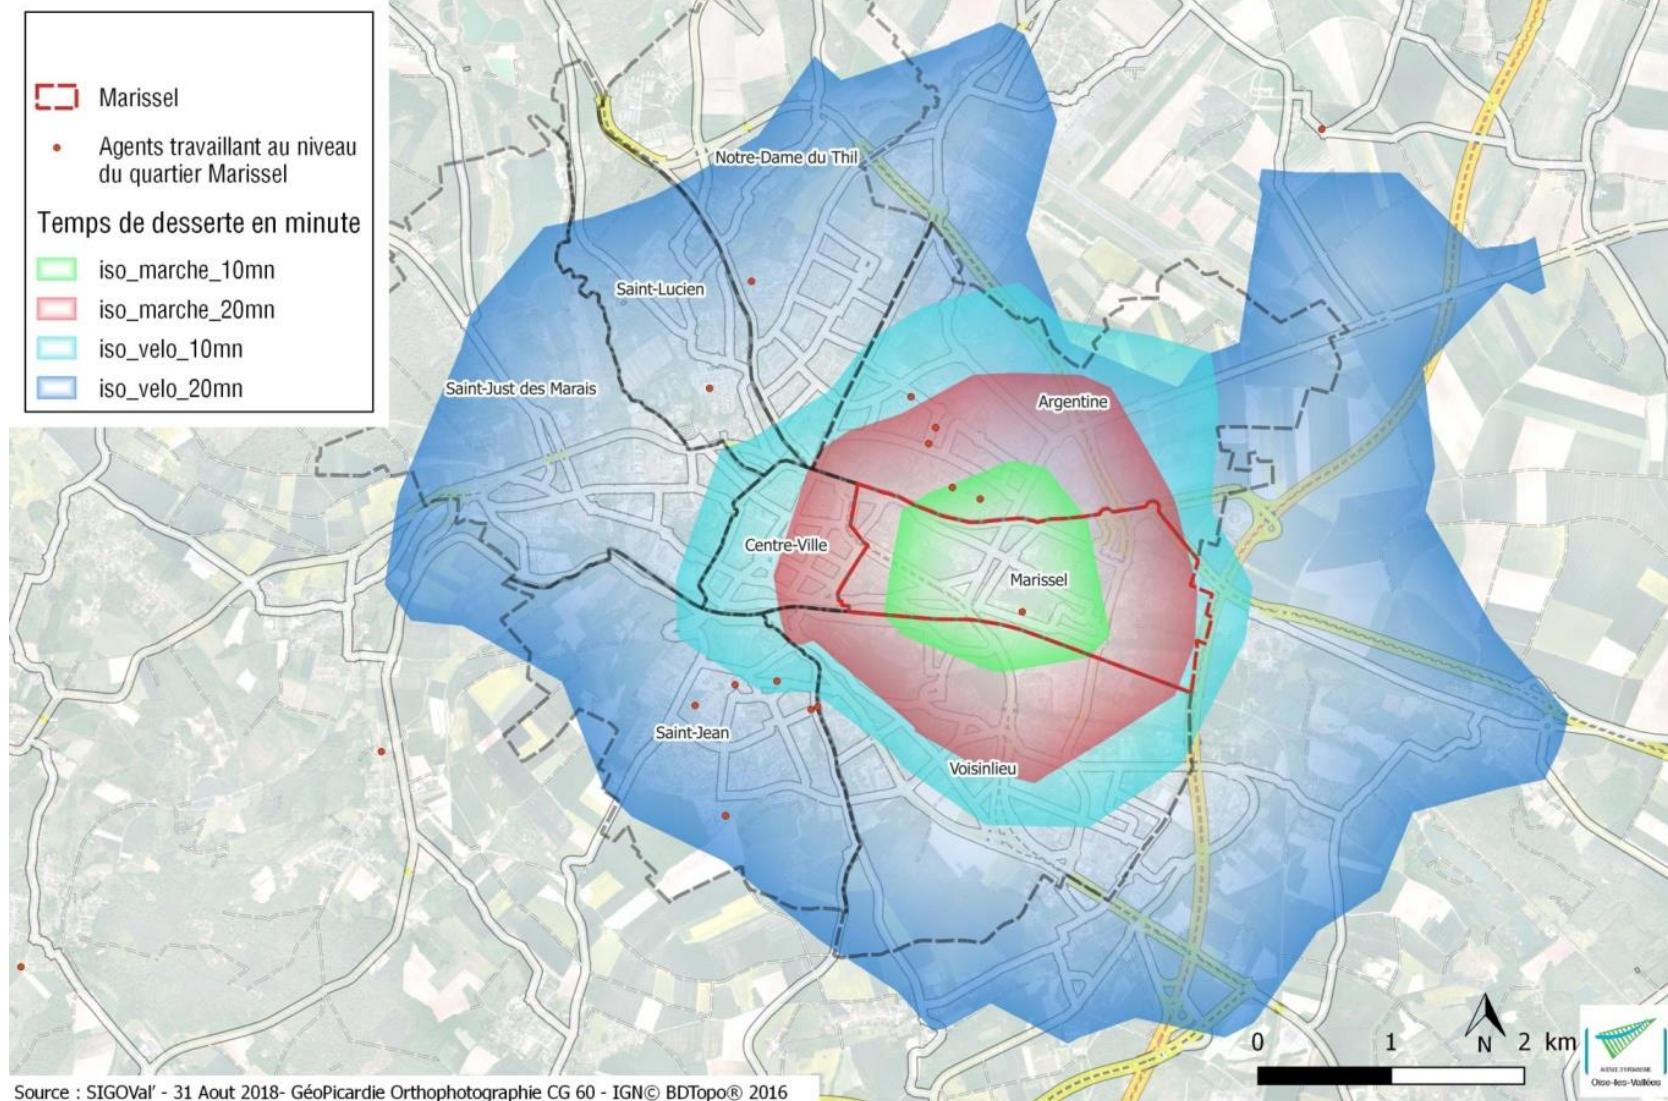 Marissel
Agents travaillant au niveau
du quartier Marissel
Temps de desserte en minute
iso_marche_10mn
iso_marche_20mn
iso_velo_10mn
iso_velo_20mn
Notre-Dame du Thil
Saint-Lucien
Saint-Just des Marais
Argentine
Centre-Ville
Marissel
Saint-Jean
Voisinlieu
0 1 2 km
N
AGENCE D'URBANISME
Oise-les-Vallées
Source : SIGOVal' - 31 Aout 2018- GéoPicardie Orthophotographie CG 60 - IGN© BDTopo® 2016